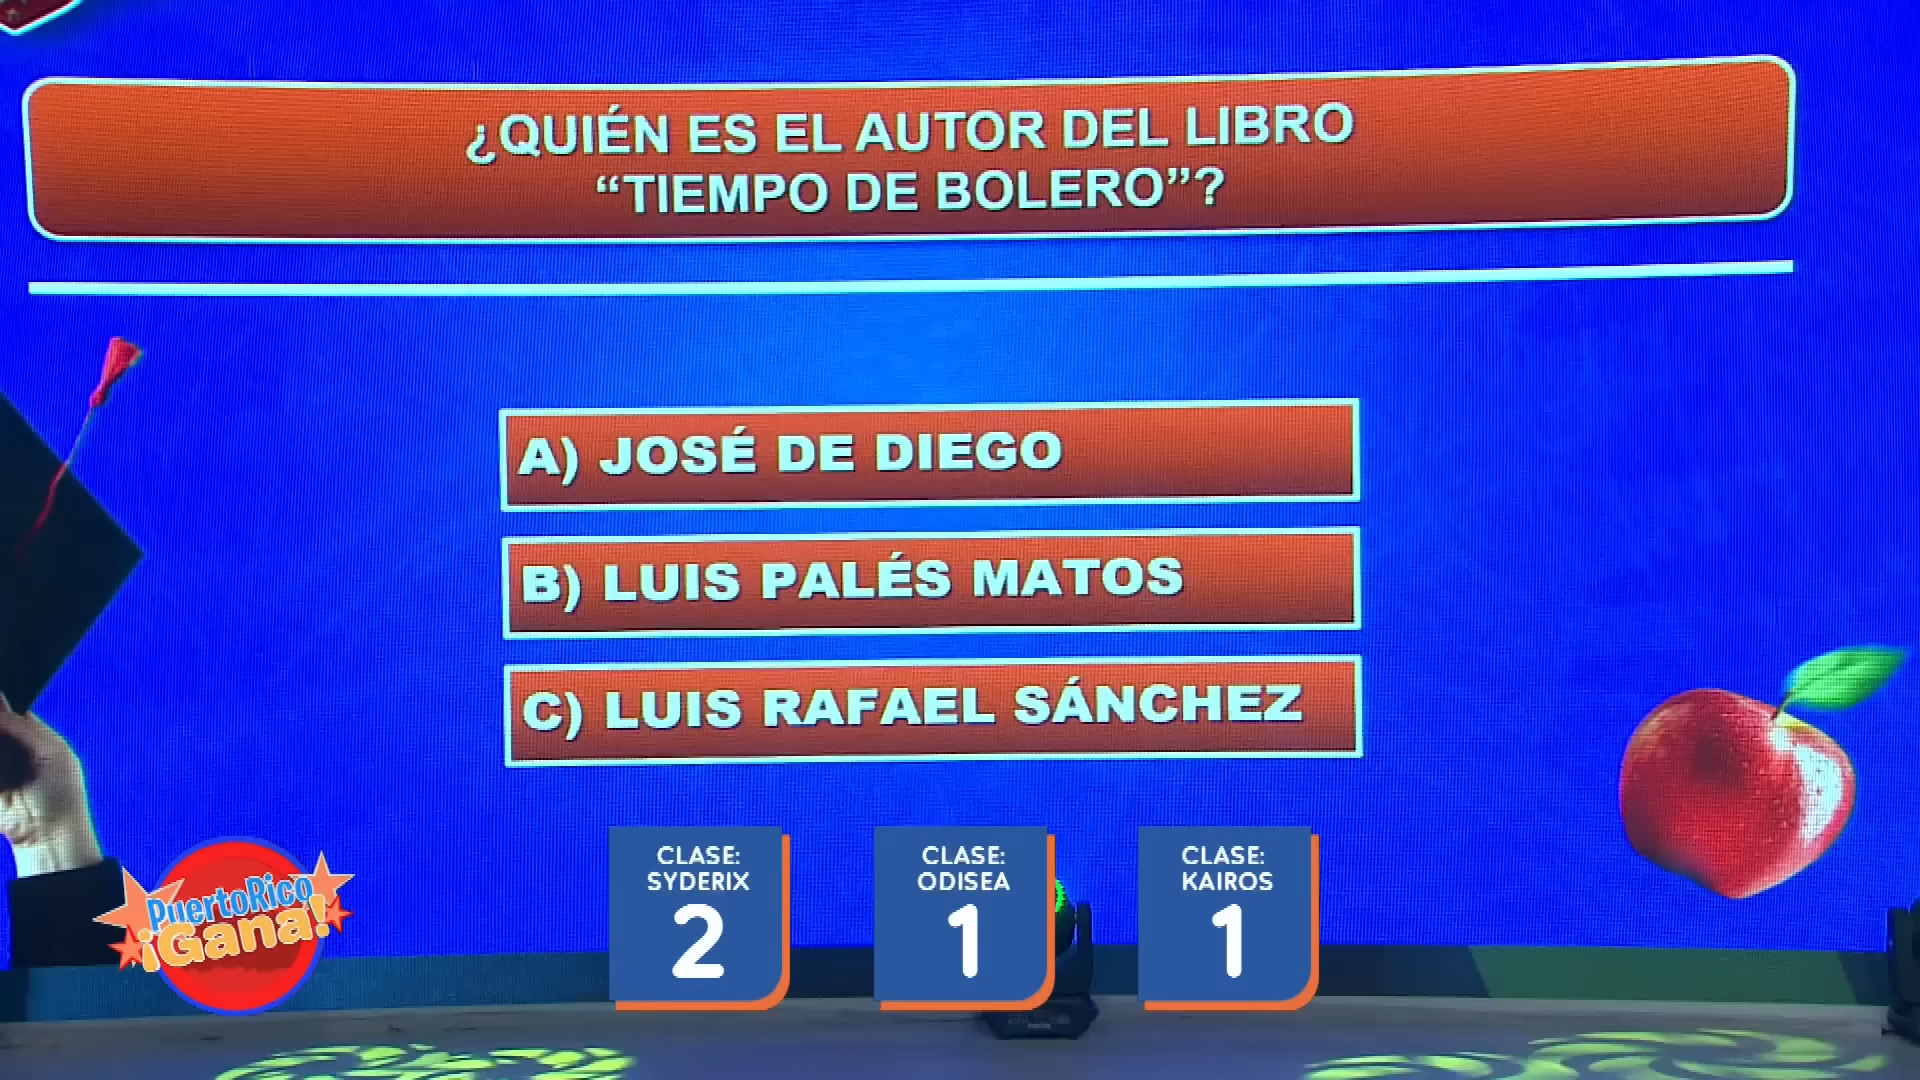 ¿QUIÉN ES EL AUTOR DEL LIBRO
“TIEMPO DE BOLERO”?
A) JOSÉ DE DIEGO
B) LUIS PALÉS MATOS
C) LUIS RAFAEL SÁNCHEZ
PuertoRico
¡Gana!
CLASE:
SYDERIX
2
CLASE:
ODISEA
1
CLASE:
KAIROS
1